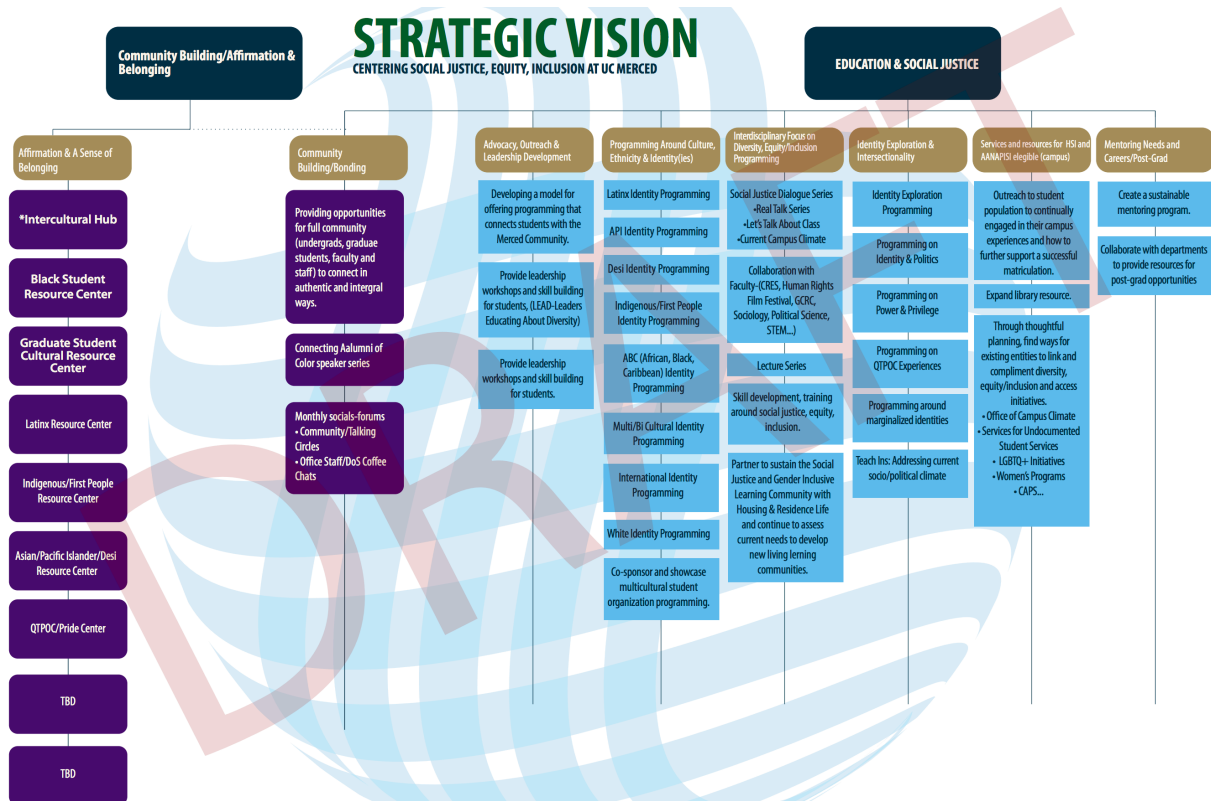 STRATEGIC VISION
CENTERING SOCIAL JUSTICE, EQUITY, INCLUSION AT UC MERCED
Community Building/Affirmation &
Belonging
EDUCATION & SOCIAL JUSTICE
Affirmation & A Sense of
Belonging
*Intercultural Hub
Black Student
Resource Center
Graduate Student
Cultural Resource
Center
Latinx Resource Center
Indigenous/First People
Resource Center
Asian/Pacific Islander/Desi
Resource Center
QTPOC/Pride Center
TBD
TBD
Community
Building/Bonding
Providing opportunities
for full community
(undergrads, graduae
students, faculty and
staff) to connect in
authentic and intergral
ways.
Connecting Aalumni of
Color speaker series
Monthly socials-forums
• Community/Talking
Circles
• Office Staff/DoS Coffee
Chats
Advocacy, Outreach &
Leadership Development
Developing a model for
offering programming that
connects students with the
Merced Community.
Provide leadership
workshops and skill building
for students, (LEAD-Leaders
Educating About Diversity)
Provide leadership
workshops and skill building
for students.
Programming Around Culture,
Ethnicity & Identity(ies)
Latinx Identity Programming
API Identity Programming
Desi Identity Programming
Indigenous/First People
Identity Programming
ABC (African, Black,
Caribbean) Identity
Programming
Multi/Bi Cultural Identity
Programming
International Identity
Programming
White Identity Programming
Co-sponsor and showcase
multicultural student
organization programming.
Interdisciplinary Focus on
Diversity, Equity/Inclusion
Programming
Social Justice Dialogue Series
•Real Talk Series
•Let's Talk About Class
•Current Campus Climate
Collaboration with
Faculty-(CRES, Human Rights
Film Festival, GCRC,
Sociology, Political Science,
STEM...)
Lecture Series
Skill development, training
around social justice, equity,
inclusion.
Partner to sustain the Social
Justice and Gender Inclusive
Learning Community with
Housing & Residence Life
and continue to assess
current needs to develop
new living lerning
communities.
Identity Exploration &
Intersectionality
Identity Exploration
Programming
Programming on
Identity & Politics
Programming on
Power & Privilege
Programming on
QTPOC Experiences
Programming around
marginalized identities
Teach Ins: Addressing current
socio/political climate
Services and resources for HSI and
AANAPISI elegible (campus)
Outreach to student
population to continually
engaged in their campus
experiences and how to
further support a successful
matriculation.
Expand library resource.
Through thoughtful
planning, find ways for
existing entities to link and
compliment diversity,
equity/inclusion and access
initiatives.
• Office of Campus Climate
• Services for Undocumented
Student Services
• LGBTQ+ Initiatives
• Women's Programs
• CAPS...
Mentoring Needs and
Careers/Post-Grad
Create a sustainable
mentoring program.
Collaborate with departments
to provide resources for
post-grad opportunities
DRAFT